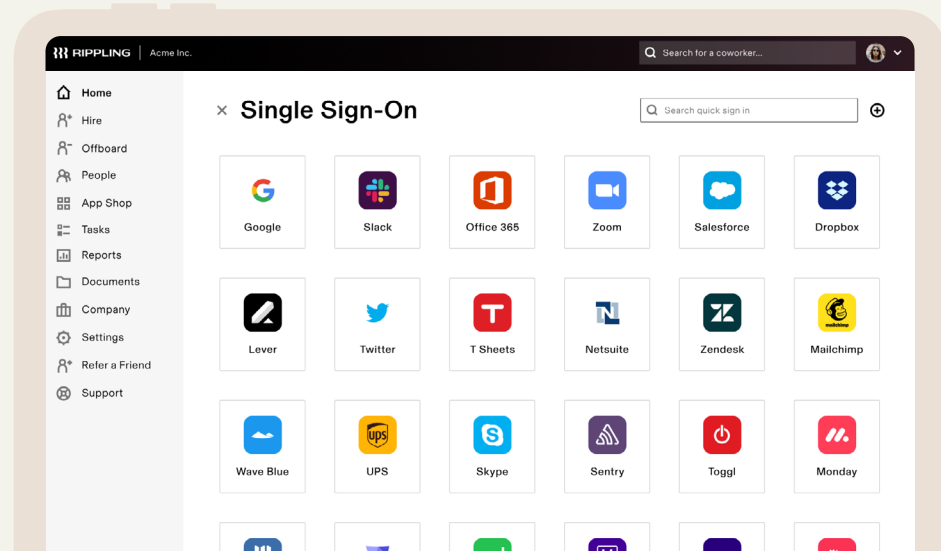 RIPPLING
Acme Inc.
Search for a coworker...
Home
Hire
Offboard
People
App Shop
Tasks
Reports
Documents
Company
Settings
Refer a Friend
Support
Single Sign-On
Search quick sign in
Google
Slack
Office 365
Zoom
Salesforce
Dropbox
Lever
Twitter
T Sheets
Netsuite
Zendesk
mailchimp
Mailchimp
ups
Wave Blue
UPS
Skype
Sentry
Toggl
Monday